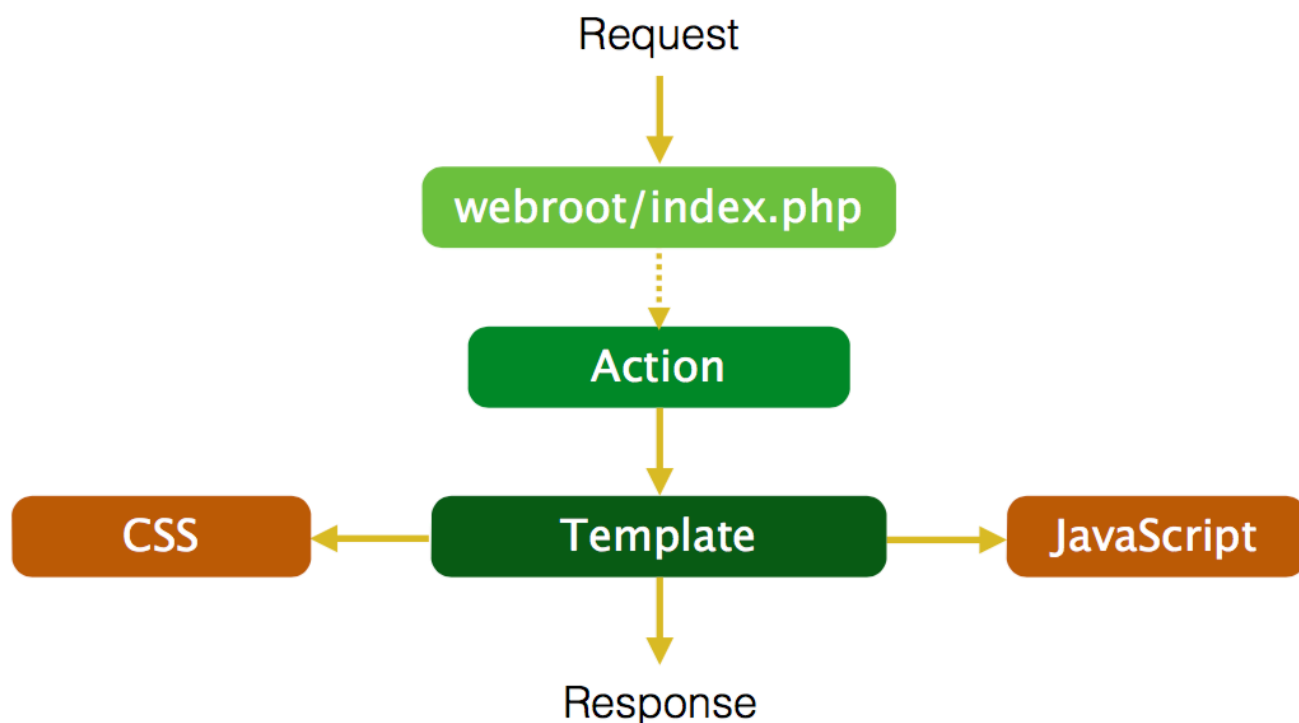 Request
webroot/index.php
Action
CSS
Template
JavaScript
Response